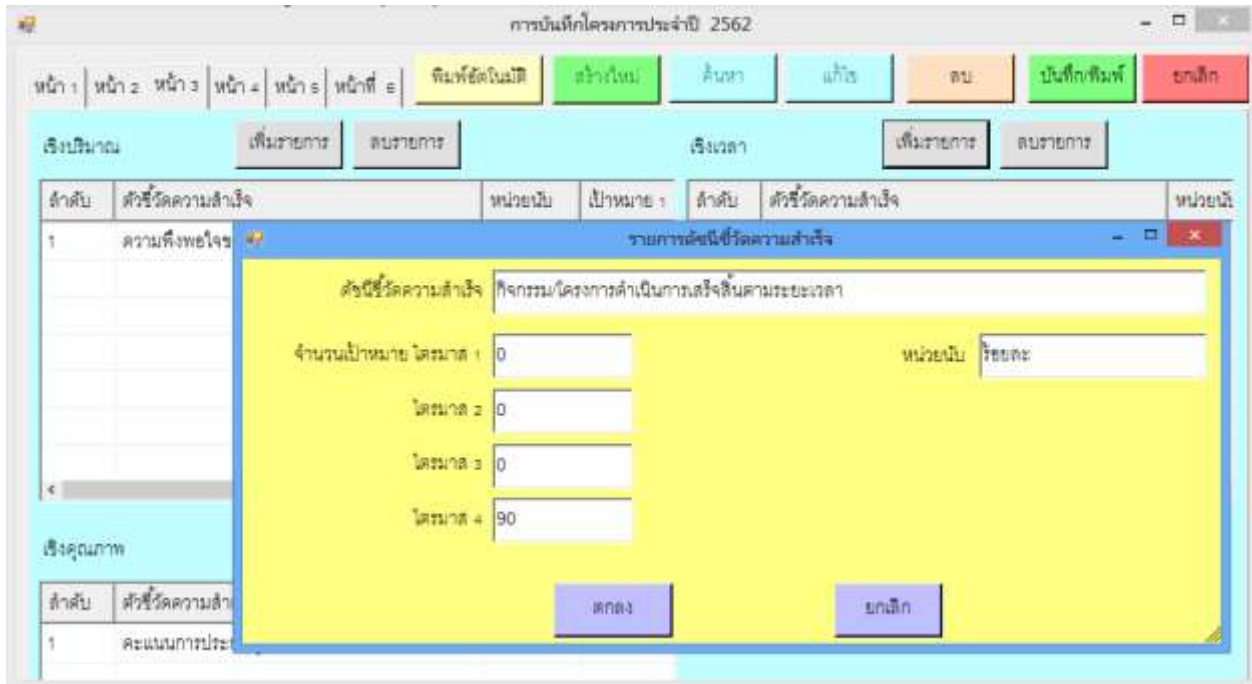 การบันทึกโครงการประจำปี 2562
หน้า 1 หน้า 2 หน้า 3 หน้า 4 หน้า 5 หน้าที่ 6 พิมพ์อัตโนมัติ สร้างใหม่ ค้นหา แก้ไข ลบ บันทึก/พิมพ์ ยกเลิก
เชิงปริมาณ เพิ่มรายการ ลบรายการ เชิงเวลา เพิ่มรายการ ลบรายการ
ลำดับ ตัวชี้วัดความสำเร็จ หน่วยนับ เป้าหมาย 1 ลำดับ ตัวชี้วัดความสำเร็จ หน่วยนับ
1 ความพึงพอใจข
รายการดัชนีชี้วัดความสำเร็จ
ดัชนีชี้วัดความสำเร็จ กิจกรรม/โครงการดำเนินการเสร็จสิ้นตามระยะเวลา
จำนวนเป้าหมาย ไตรมาส 1 0 หน่วยนับ ร้อยละ
ไตรมาส 2 0
ไตรมาส 3 0
ไตรมาส 4 90
เชิงคุณภาพ
ตกลง ยกเลิก
ลำดับ ตัวชี้วัดความสำ
1 คะแนนการประ